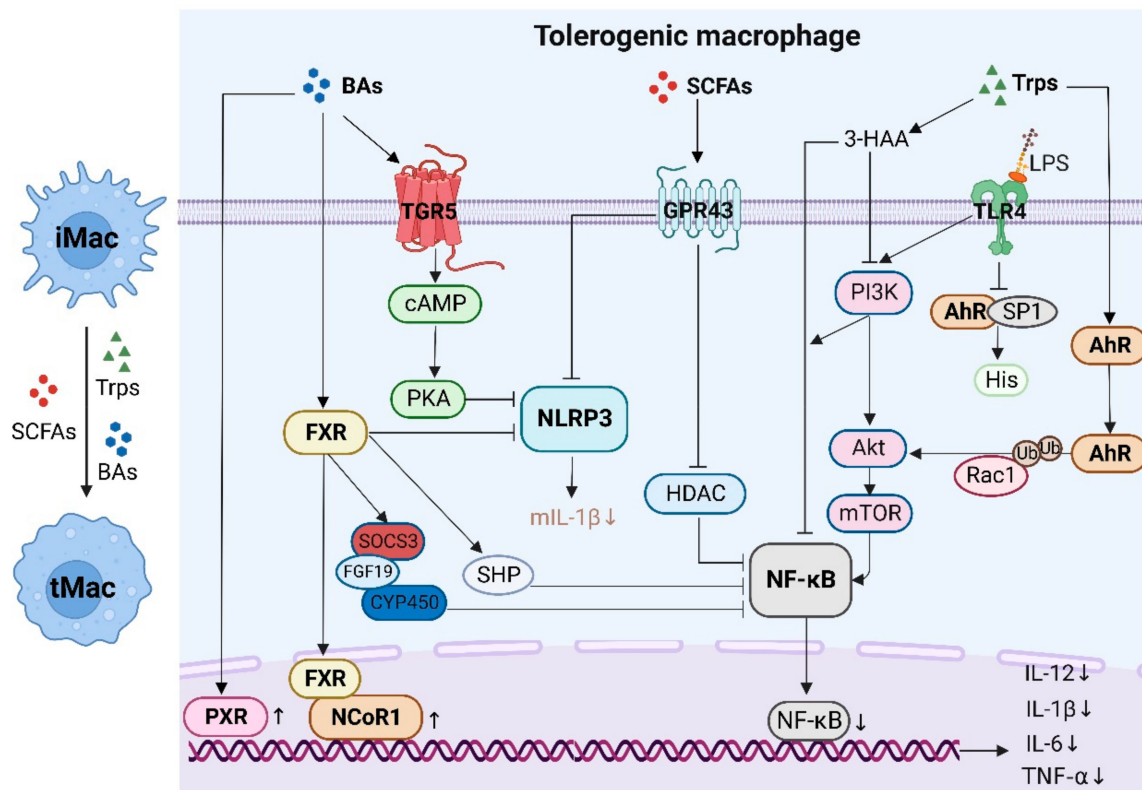 Tolerogenic macrophage
BAs
SCFAs
Trps
3-HAA
LPS
TGR5
GPR43
TLR4
iMac
cAMP
PI3K
AhR
SP1
AhR
Trps
SCFAs
BAs
PKA
NLRP3
His
FXR
Akt
Ub
Ub
Rac1
AhR
HDAC
mIL-1β↓
mTOR
SOCS3
FGF19
CYP450
SHP
NF-κB
tMac
FXR
NCoR1 ↑
PXR ↑
NF-κB ↓
IL-12↓
IL-1β↓
IL-6↓
TNF-α↓